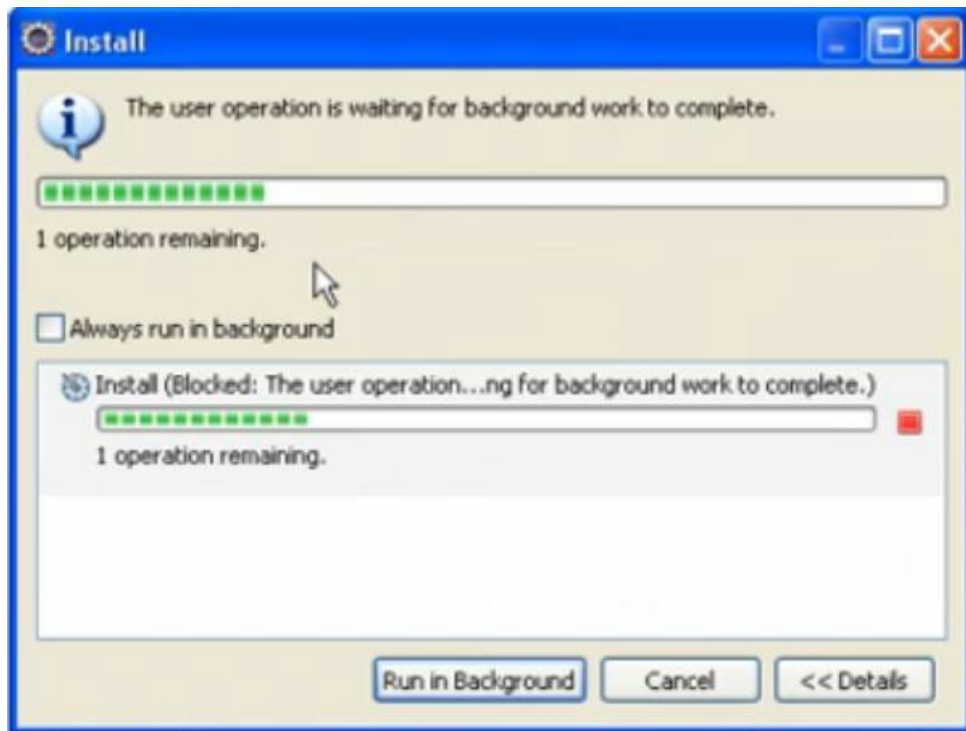 Install
The user operation is waiting for background work to complete.
1 operation remaining.
Always run in background
Install (Blocked: The user operation...ng for background work to complete.)
1 operation remaining.
Run in Background
Cancel
<< Details